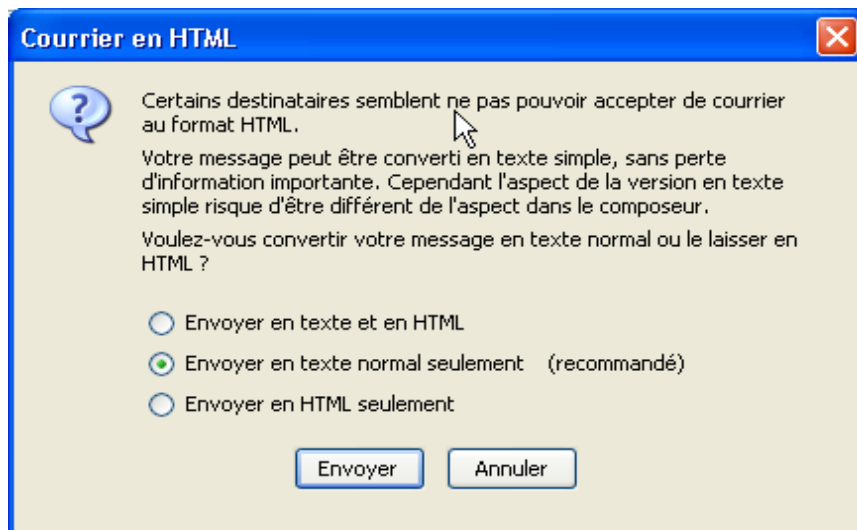 Courrier en HTML
Certains destinataires semblent ne pas pouvoir accepter de courrier
au format HTML.
Votre message peut être converti en texte simple, sans perte
d'information importante. Cependant l'aspect de la version en texte
simple risque d'être différent de l'aspect dans le composeur.
Voulez-vous convertir votre message en texte normal ou le laisser en
HTML ?
Envoyer en texte et en HTML
Envoyer en texte normal seulement (recommandé)
Envoyer en HTML seulement
Envoyer Annuler